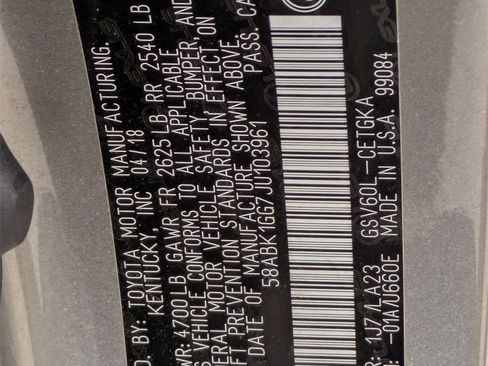 D. BY: TOYOTA MOTOR MANUFACTURING,
KENTUCKY, INC. 04/18
WR: 4700LB GAWR FR 2625LB RR 2540 LB
VEHICLE CONFORMS TO ALL APPLICABLE
ERAL MOTOR VEHICLE SAFETY, BUMPER, AND
FT PREVENTION STANDARDS IN EFFECT ON
DATE OF MANUFACTURE SHOWN ABOVE.
58ABK1GG7JU103961 PASS. CA
R: 1J7/LA23 GSV60L-CETGKA
-01A/U660E MADE IN U.S.A. 99084